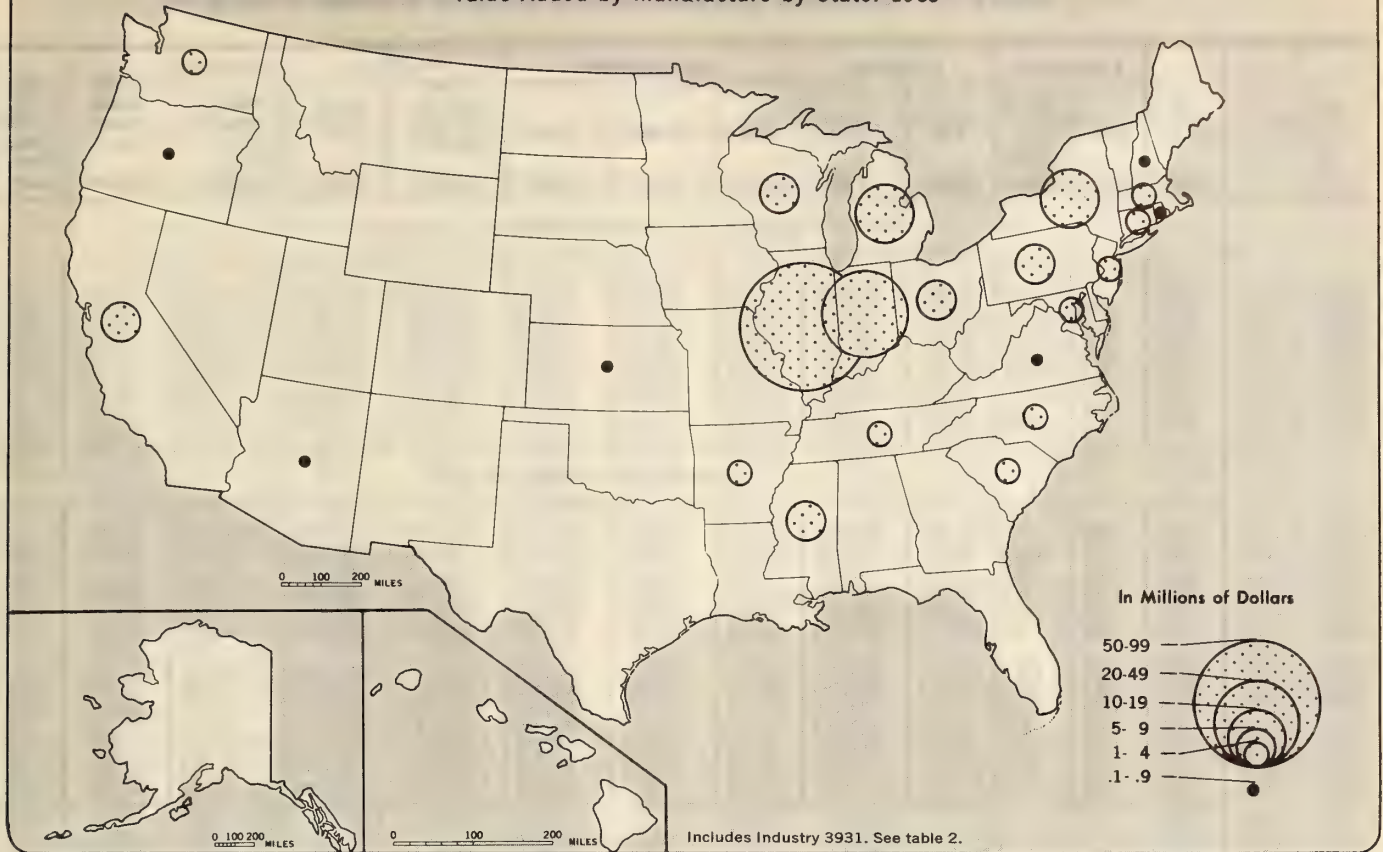 0 100 200 MILES
In Millions of Dollars
50-99
20-49
10-19
5- 9
1- 4
.1-.9
0 100 200 MILES
0 100 200 MILES
Includes Industry 3931. See table 2.